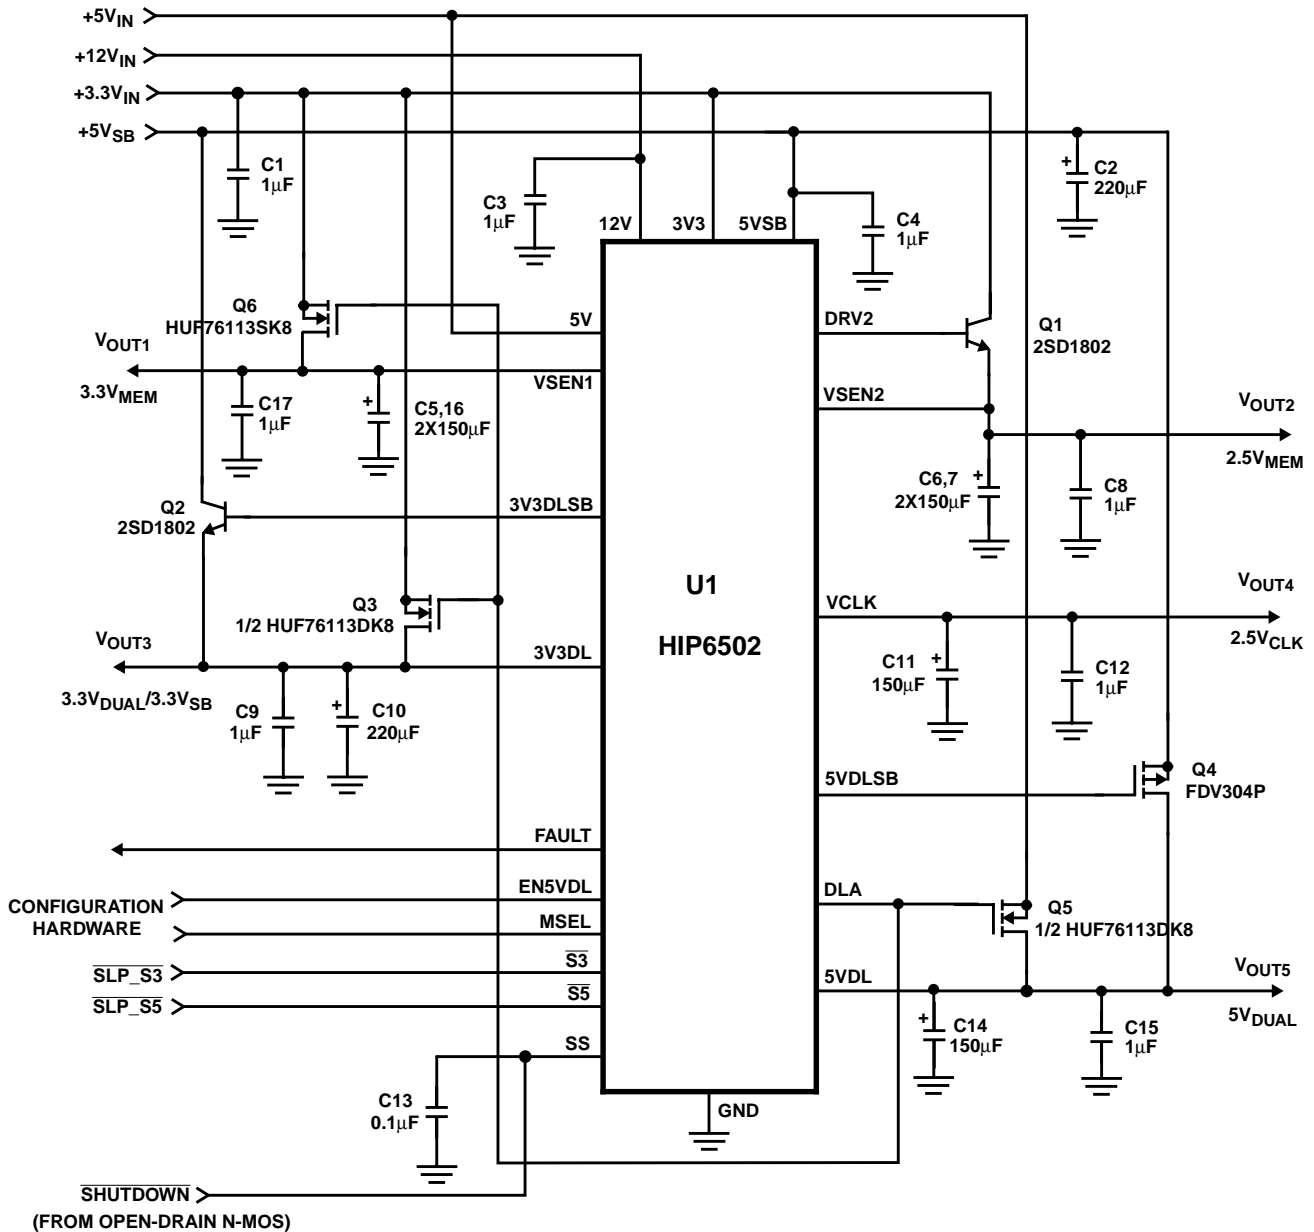 +5VIN
+12VIN
+3.3VIN
+5VSB
C1
1μF
C3
1μF
C2
220μF
C4
1μF
12V
3V3
5VSB
Q6
HUF76113SK8
5V
DRV2
Q1
2SD1802
VOUT1
3.3VMEM
VSEN1
VSEN2
C17
1μF
C5,16
2X150μF
VOUT2
2.5VMEM
C6,7
2X150μF
C8
1μF
Q2
2SD1802
3V3DLSB
U1
HIP6502
Q3
1/2 HUF76113DK8
VCLK
VOUT4
2.5VCLK
VOUT3
3.3VDUAL/3.3VSB
3V3DL
C11
150μF
C12
1μF
C9
1μF
C10
220μF
5VDLSB
Q4
FDV304P
FAULT
EN5VDL
CONFIGURATION
HARDWARE
MSEL
DLA
Q5
1/2 HUF76113DK8
SLP_S3
S3
SLP_S5
S5
5VDL
VOUT5
5VDUAL
SS
C14
150μF
C15
1μF
C13
0.1μF
GND
SHUTDOWN
(FROM OPEN-DRAIN N-MOS)